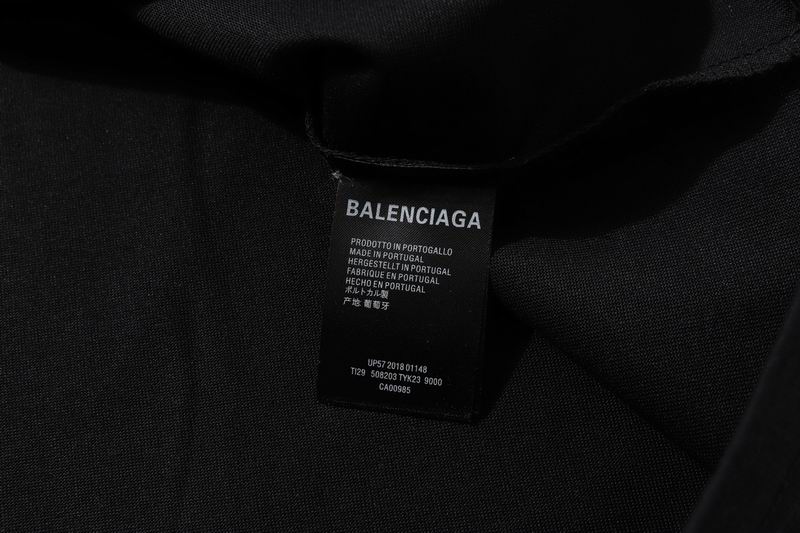 BALENCIAGA
PRODOTTO IN PORTOGALLO
MADE IN PORTUGAL
HERGESTELLT IN PORTUGAL
FABRIQUE EN PORTUGAL
HECHO EN PORTUGAL
ポルトカル製
产地: 葡萄牙
UP57 2018 01148
TI29 508203 TYK23 9000
CA00985